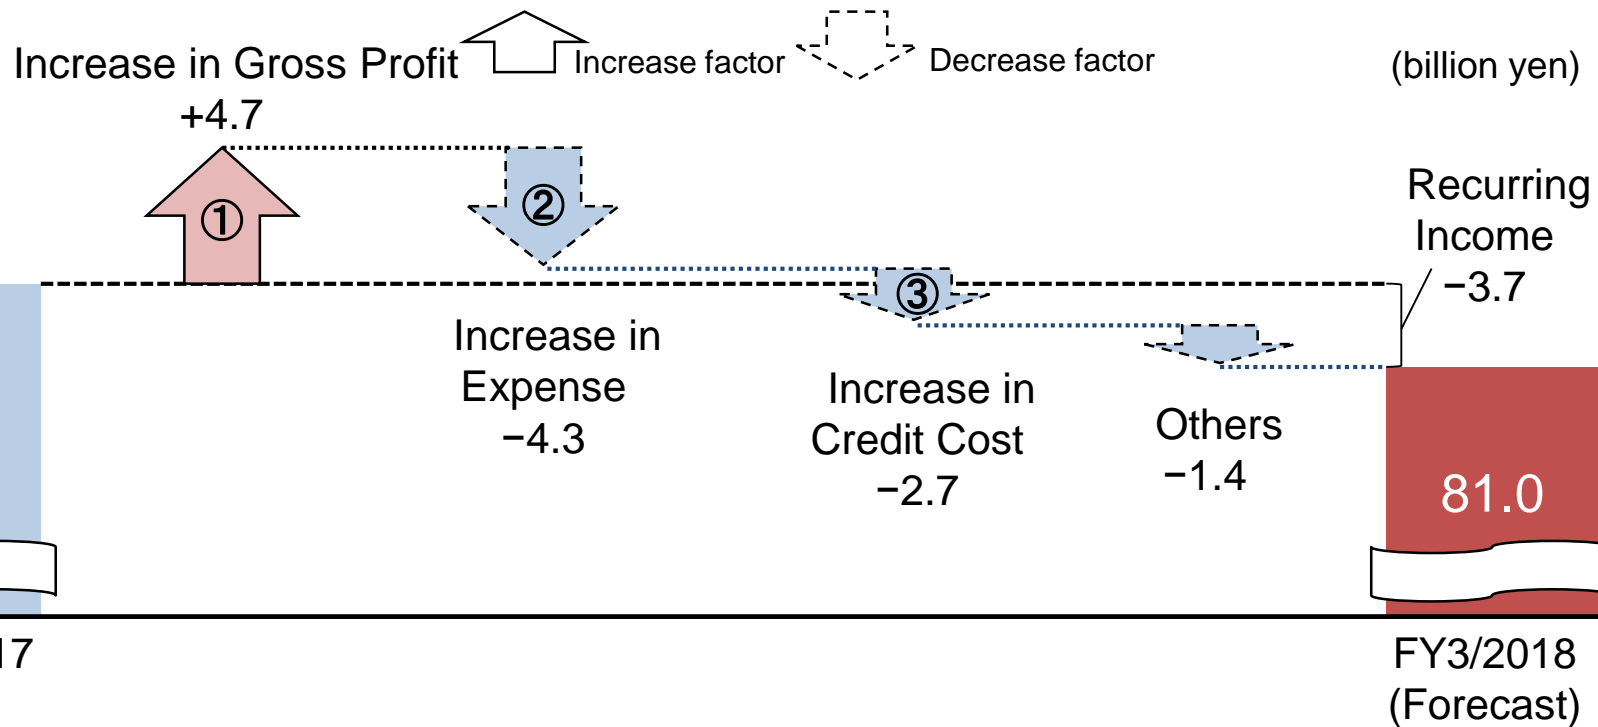 Increase in Gross Profit
+4.7
Increase factor
Decrease factor
(billion yen)
①
②
③
Recurring
Income
−3.7
Increase in
Expense
−4.3
Increase in
Credit Cost
−2.7
Others
−1.4
81.0
17
FY3/2018
(Forecast)